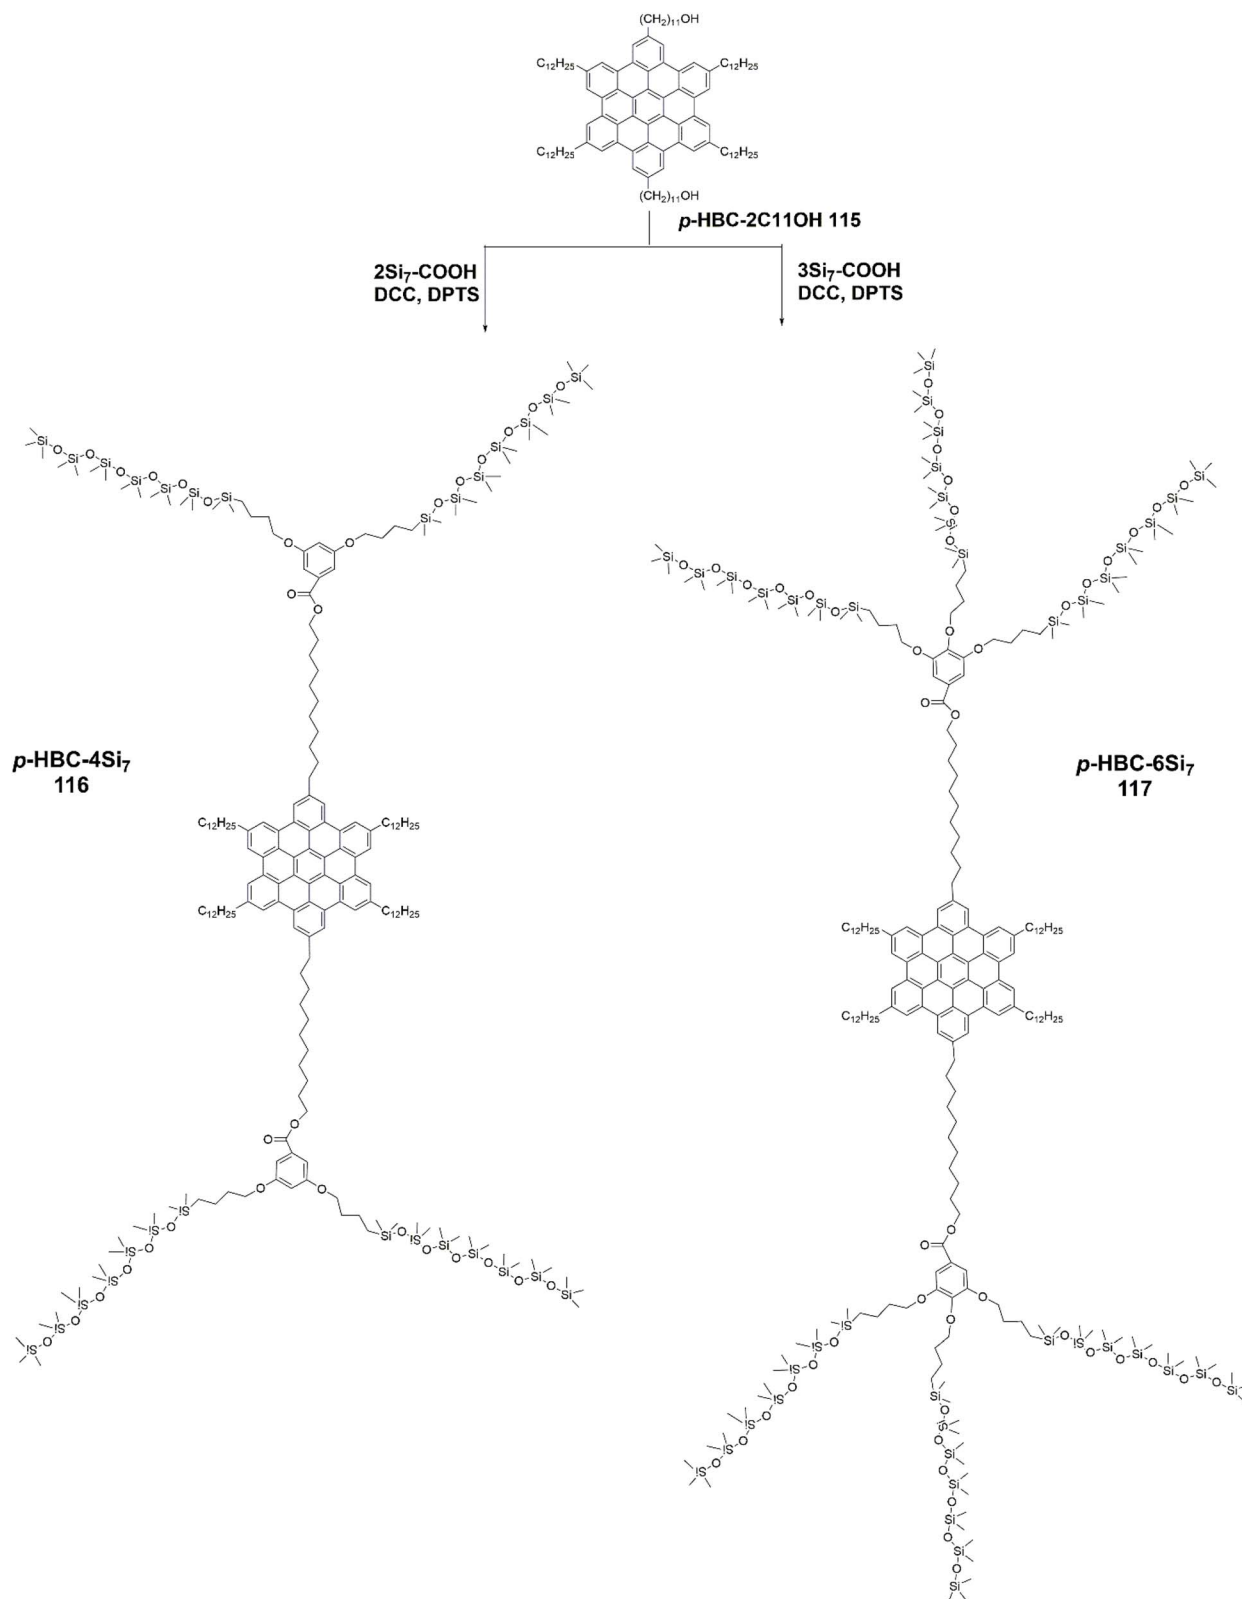 (CH₂)₁₁OH
C₁₂H₂₅ C₁₂H₂₅
C₁₂H₂₅ C₁₂H₂₅
(CH₂)₁₁OH
p-HBC-2C11OH 115
2Si₇-COOH
DCC, DPTS
3Si₇-COOH
DCC, DPTS
p-HBC-4Si₇
116
p-HBC-6Si₇
117
C₁₂H₂₅ C₁₂H₂₅
C₁₂H₂₅ C₁₂H₂₅
C₁₂H₂₅ C₁₂H₂₅
C₁₂H₂₅ C₁₂H₂₅